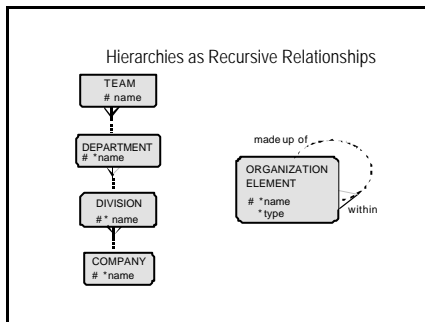 Hierarchies as Recursive Relationships
TEAM
# name
DEPARTMENT
# *name
DIVISION
#* name
COMPANY
# *name
made up of
ORGANIZATION
ELEMENT
# *name
*type
within